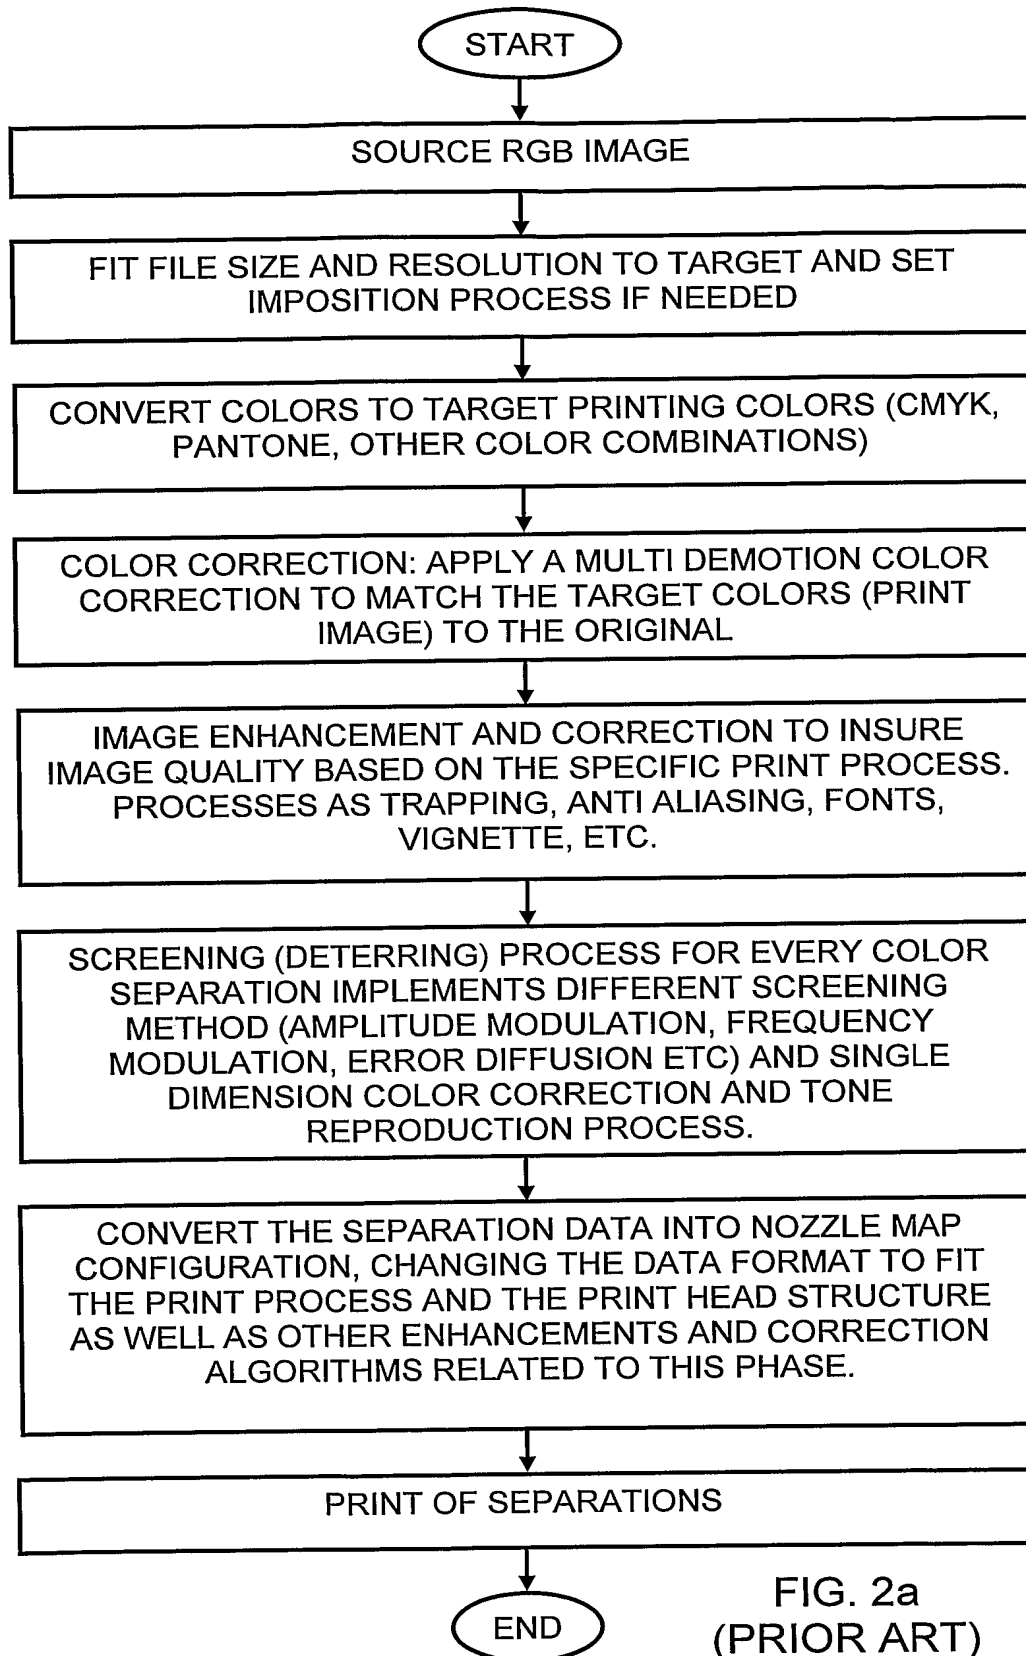 START
SOURCE RGB IMAGE
FIT FILE SIZE AND RESOLUTION TO TARGET AND SET
IMPOSITION PROCESS IF NEEDED
CONVERT COLORS TO TARGET PRINTING COLORS (CMYK,
PANTONE, OTHER COLOR COMBINATIONS)
COLOR CORRECTION: APPLY A MULTI DEMOTION COLOR
CORRECTION TO MATCH THE TARGET COLORS (PRINT
IMAGE) TO THE ORIGINAL
IMAGE ENHANCEMENT AND CORRECTION TO INSURE
IMAGE QUALITY BASED ON THE SPECIFIC PRINT PROCESS.
PROCESSES AS TRAPPING, ANTI ALIASING, FONTS,
VIGNETTE, ETC.
SCREENING (DETERRING) PROCESS FOR EVERY COLOR
SEPARATION IMPLEMENTS DIFFERENT SCREENING
METHOD (AMPLITUDE MODULATION, FREQUENCY
MODULATION, ERROR DIFFUSION ETC) AND SINGLE
DIMENSION COLOR CORRECTION AND TONE
REPRODUCTION PROCESS.
CONVERT THE SEPARATION DATA INTO NOZZLE MAP
CONFIGURATION, CHANGING THE DATA FORMAT TO FIT
THE PRINT PROCESS AND THE PRINT HEAD STRUCTURE
AS WELL AS OTHER ENHANCEMENTS AND CORRECTION
ALGORITHMS RELATED TO THIS PHASE.
PRINT OF SEPARATIONS
END
FIG. 2a
(PRIOR ART)